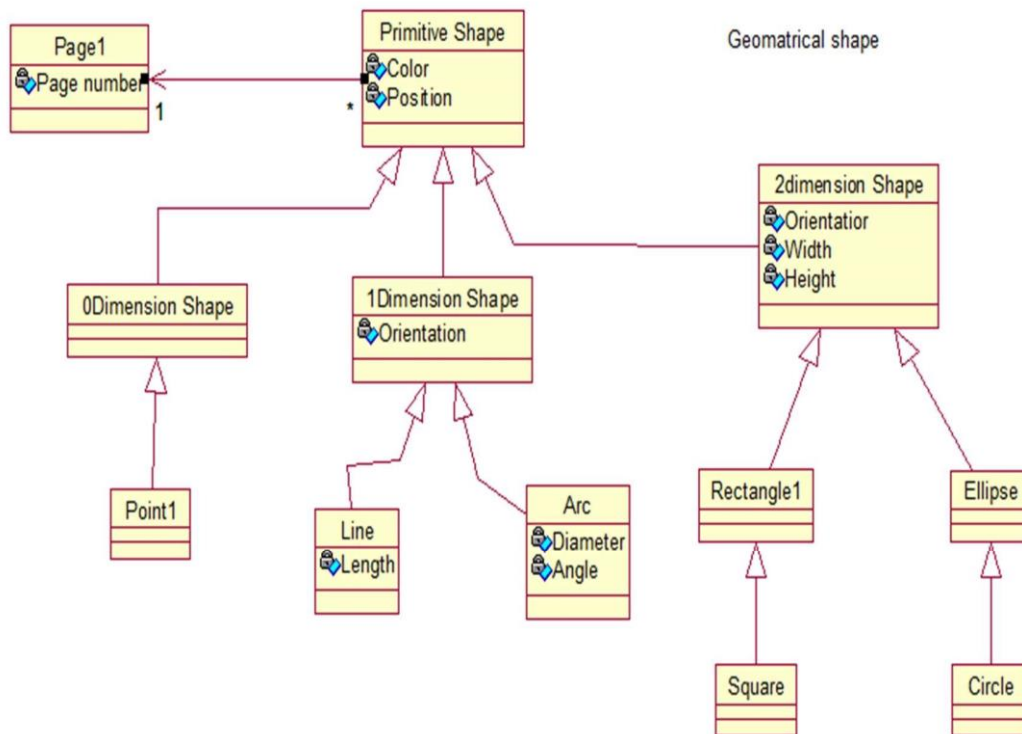 Page1
Page number
1
*
Primitive Shape
Color
Position
Geomatrical shape
2dimension Shape
Orientatior
Width
Height
0Dimension Shape
1Dimension Shape
Orientation
Point1
Line
Length
Arc
Diameter
Angle
Rectangle1
Ellipse
Square
Circle